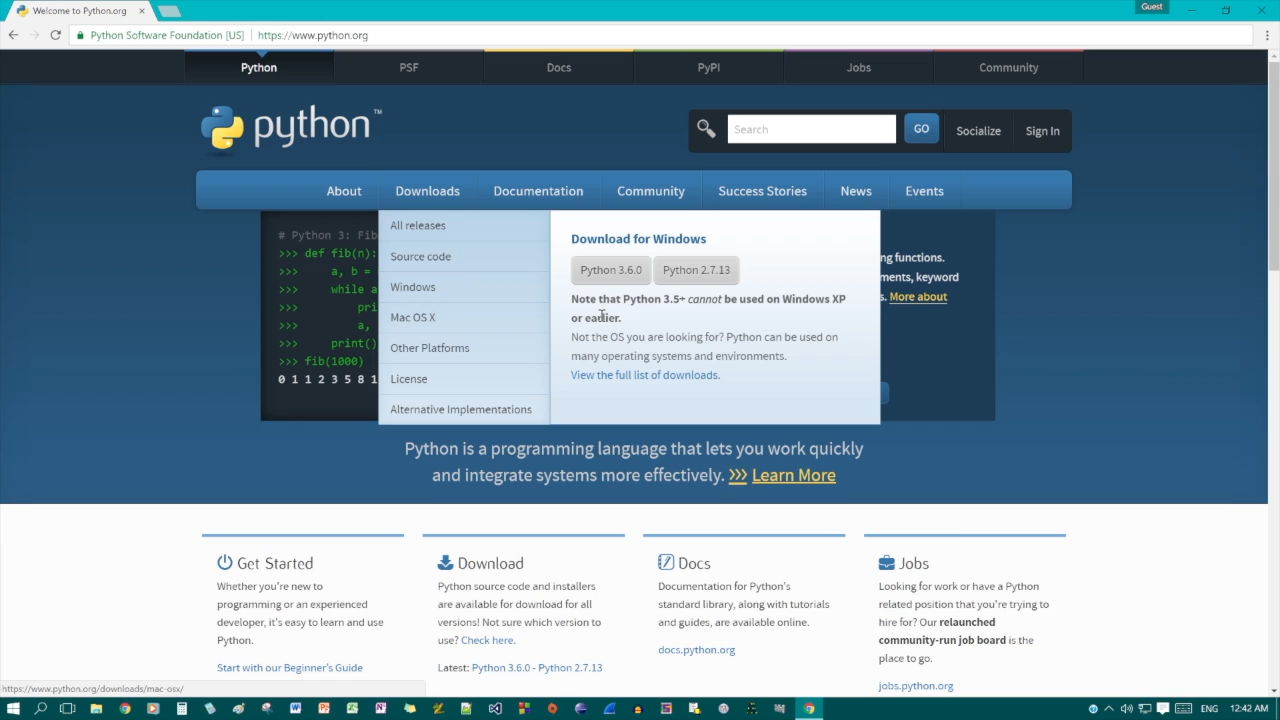 Welcome to Python.org
Guest
Python Software Foundation [US]
https://www.python.org
Python
PSF
Docs
PyPI
Jobs
Community
python™
Search
GO
Socialize
Sign In
About
Downloads
Documentation
Community
Success Stories
News
Events
# Python 3: Fib
>>> def fib(n):
a, b =
while a
pri
a,
print()
>>> fib(1000)
0 1 1 2 3 5 8 1
All releases
Source code
Windows
Mac OS X
Other Platforms
License
Alternative Implementations
Download for Windows
Python 3.6.0
Python 2.7.13
Note that Python 3.5+ cannot be used on Windows XP
or earlier.
Not the OS you are looking for? Python can be used on
many operating systems and environments.
View the full list of downloads.
ng functions.
ments, keyword
s. More about
Python is a programming language that lets you work quickly
and integrate systems more effectively. >>> Learn More
Get Started
Whether you're new to
programming or an experienced
developer, it's easy to learn and use
Python.
Start with our Beginner's Guide
Download
Python source code and installers
are available for download for all
versions! Not sure which version to
use? Check here.
Latest: Python 3.6.0 - Python 2.7.13
Docs
Documentation for Python's
standard library, along with tutorials
and guides, are available online.
docs.python.org
Jobs
Looking for work or have a Python
related position that you're trying to
hire for? Our relaunched
community-run job board is the
place to go.
jobs.python.org
https://www.python.org/downloads/mac-osx/
ENG
12:42 AM